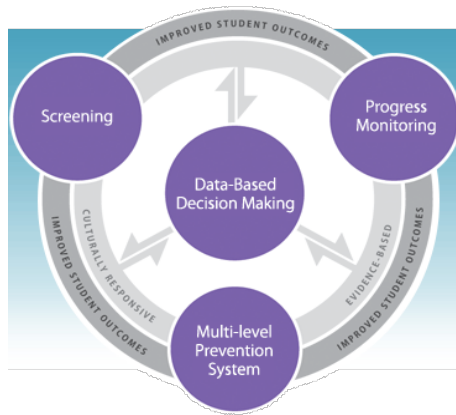 IMPROVED STUDENT OUTCOMES
Screening
Progress
Monitoring
Data-Based
Decision Making
IMPROVED STUDENT OUTCOMES
CULTURALLY RESPONSIVE
EVIDENCE-BASED
IMPROVED STUDENT OUTCOMES
Multi-level
Prevention
System